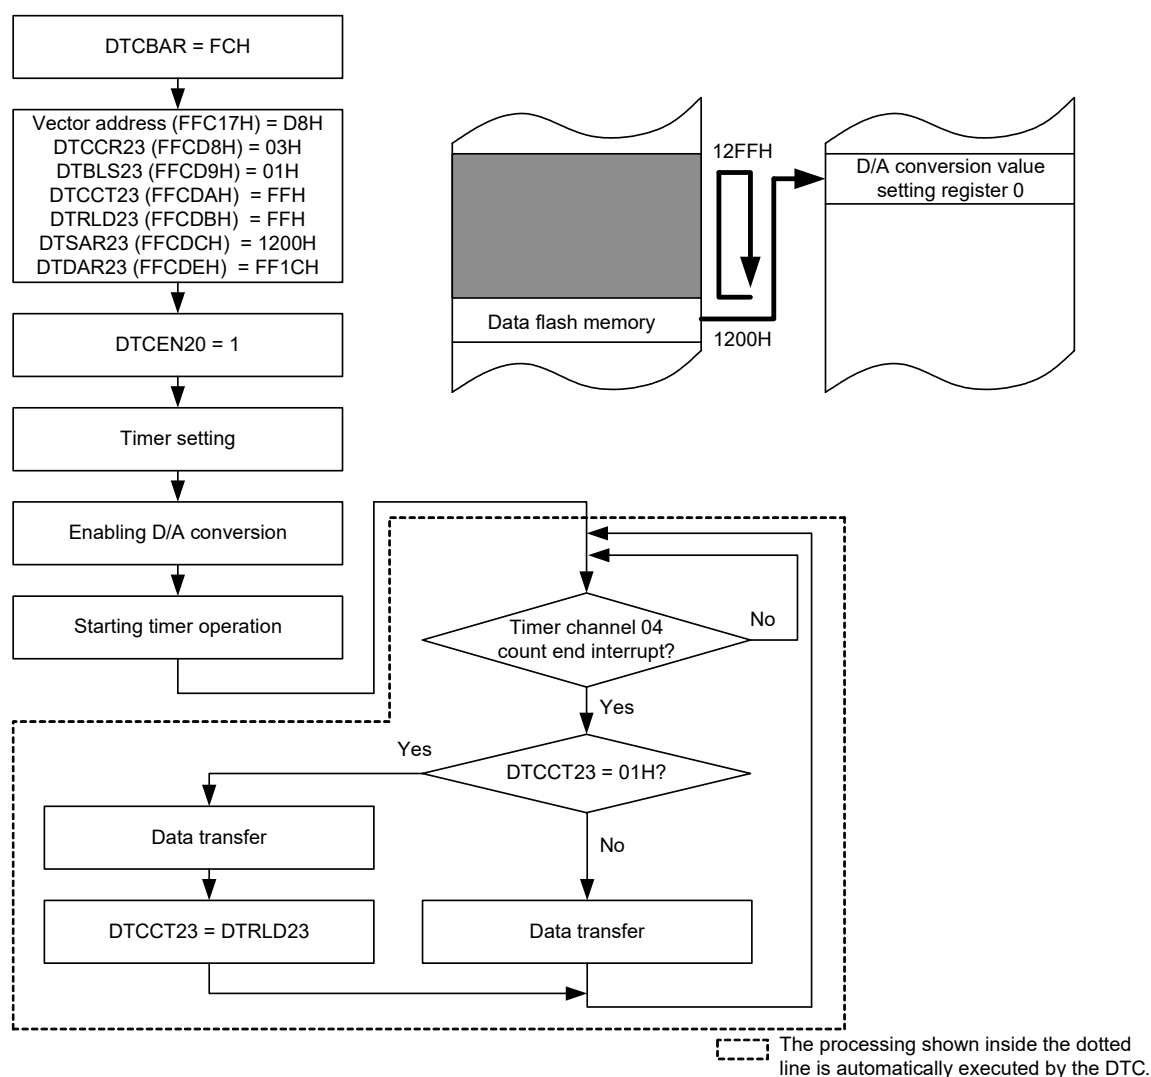 DTCBAR = FCH
Vector address (FFC17H) = D8H
DTCCR23 (FFCD8H) = 03H
DTBLS23 (FFCD9H) = 01H
DTCCT23 (FFCDAH) = FFH
DTRLD23 (FFCDBH) = FFH
DTSAR23 (FFCDCH) = 1200H
DTDAR23 (FFCDEH) = FF1CH
DTCEN20 = 1
Timer setting
Enabling D/A conversion
Starting timer operation
12FFH
D/A conversion value
setting register 0
Data flash memory
1200H
Timer channel 04
count end interrupt?
No
Yes
DTCCT23 = 01H?
Yes
No
Data transfer
DTCCT23 = DTRLD23
Data transfer
The processing shown inside the dotted
line is automatically executed by the DTC.